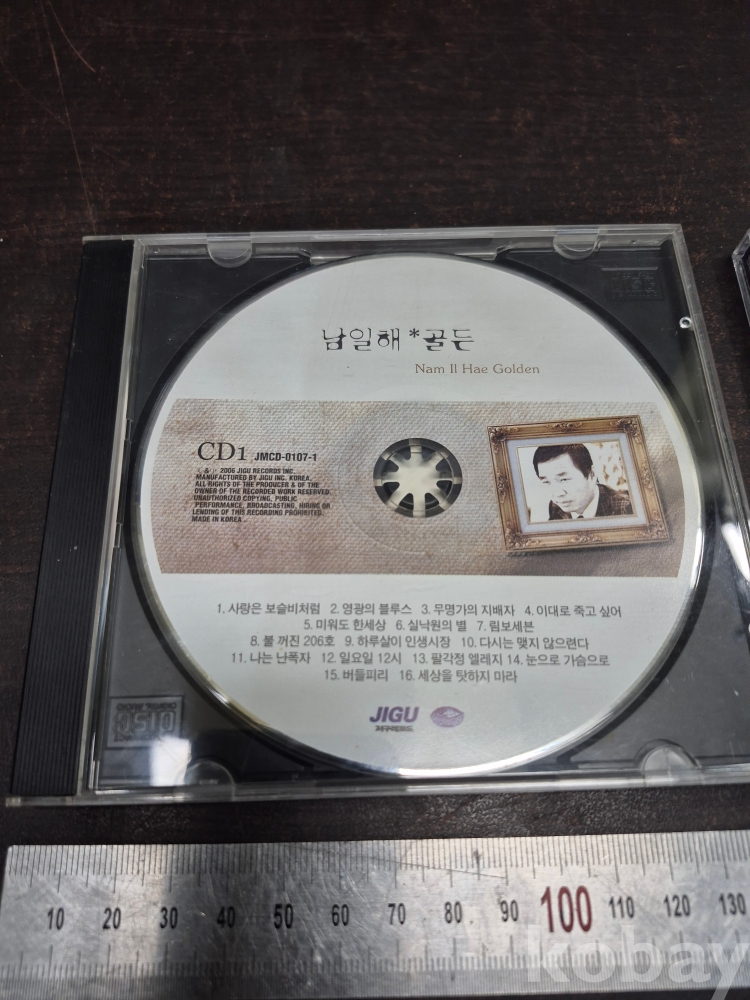 남일해*골든
Nam Il Hae Golden
CD1 JMCD-0107-1
& 2006 JIGU RECORDS INC.
MANUFACTURED BY JIGU INC. KOREA.
ALL RIGHTS OF THE PRODUCER & OF THE
OWNER OF THE RECORDED WORK RESERVED.
UNAUTHORIZED COPYING, PUBLIC
PERFORMANCE, BROADCASTING, HIRING OR
LENDING OF THIS RECORDING PROHIBITED.
MADE IN KOREA
1. 사랑은 보슬비처럼 2. 영광의 블루스 3. 무명가의 지배자 4. 이대로 죽고 싶어
5. 미워도 한세상 6. 실낙원의 별 7. 림보세븐
8. 불 꺼진 206호 9. 하루살이 인생시장 10. 다시는 맺지 않으련다
11. 나는 난폭자 12. 일요일 12시 13. 팔각정 엘레지 14. 눈으로 가슴으로
15. 버들피리 16. 세상을 탓하지 마라
JIGU
지구레코드
DISC
10 20 30 40 50 60 70 80 90 100 110 120 130
kobay